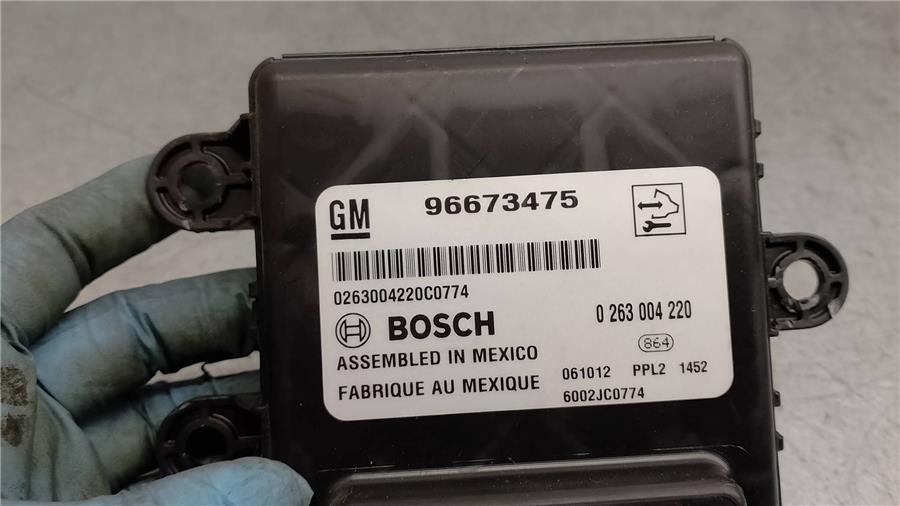 GM 96673475
0263004220C0774
BOSCH 0 263 004 220
864
ASSEMBLED IN MEXICO
FABRIQUE AU MEXIQUE
061012 PPL2 1452
6002JC0774